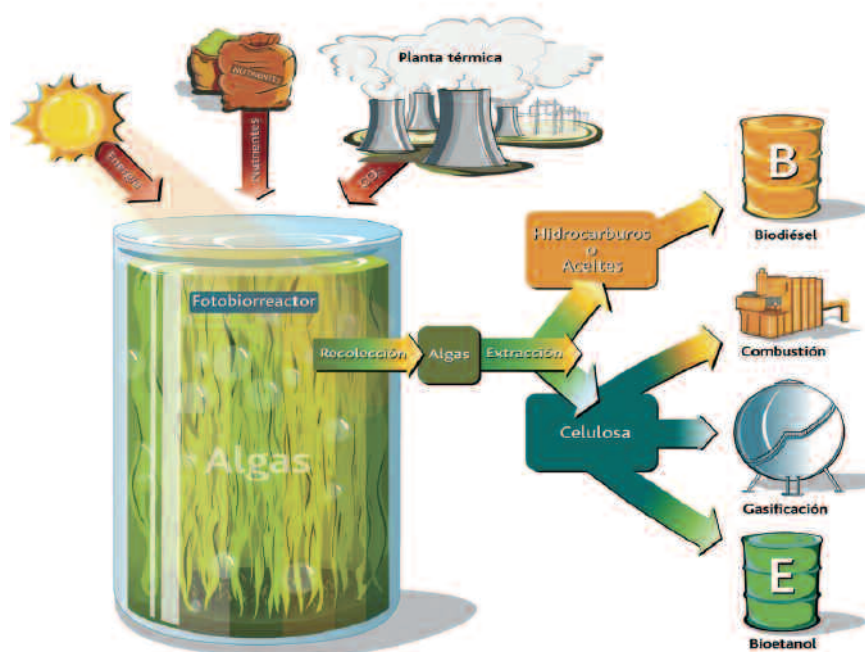 Planta térmica
NUTRIENTES
Energía
Nutrientes
CO2
B
Biodiésel
Hidrocarburos
o
Aceites
Fotobiorreactor
Recolección
Algas
Extracción
Combustión
Celulosa
Algas
Gasificación
E
Bioetanol